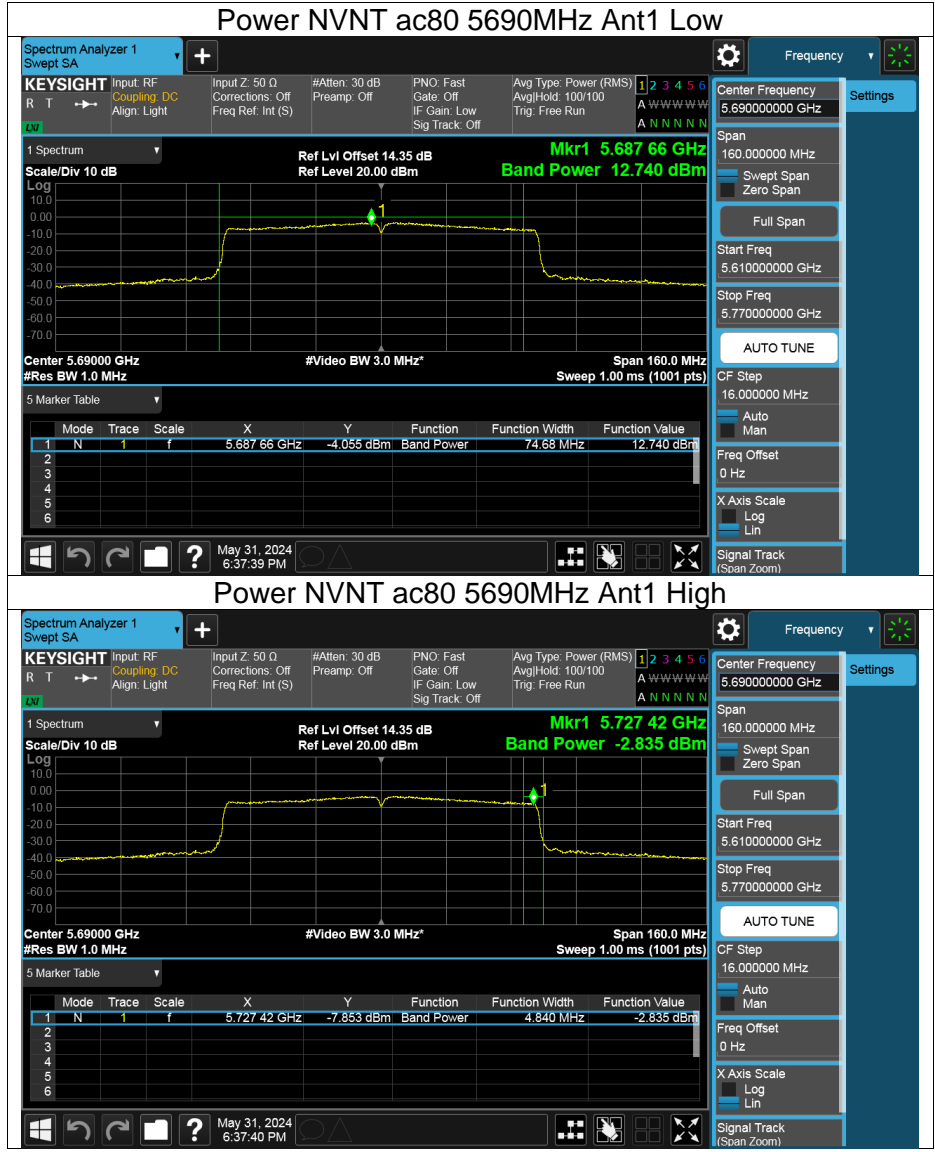 Power NVNT ac80 5690MHz Ant1 Low
Spectrum Analyzer 1
Swept SA
+
Frequency
KEYSIGHT Input: RF Input Z: 50 Ω #Atten: 30 dB PNO: Fast Avg Type: Power (RMS) 1 2 3 4 5 6
R T Coupling: DC Corrections: Off Preamp: Off Gate: Off Avg|Hold: 100/100 A W W W W W
Align: Light Freq Ref: Int (S) IF Gain: Low Trig: Free Run
Sig Track: Off A N N N N N
LXI
Center Frequency
5.690000000 GHz
Settings
Span
160.000000 MHz
Swept Span
Zero Span
Full Span
Start Freq
5.610000000 GHz
Stop Freq
5.770000000 GHz
AUTO TUNE
CF Step
16.000000 MHz
Auto
Man
Freq Offset
0 Hz
X Axis Scale
Log
Lin
Signal Track
(Span Zoom)
1 Spectrum
Scale/Div 10 dB
Ref Lvl Offset 14.35 dB
Ref Level 20.00 dBm
Mkr1 5.687 66 GHz
Band Power 12.740 dBm
Log
10.0
0.00
-10.0
-20.0
-30.0
-40.0
-50.0
-60.0
-70.0
1
Center 5.69000 GHz #Video BW 3.0 MHz* Span 160.0 MHz
#Res BW 1.0 MHz Sweep 1.00 ms (1001 pts)
5 Marker Table
Mode Trace Scale X Y Function Function Width Function Value
1 N 1 f 5.687 66 GHz -4.055 dBm Band Power 74.68 MHz 12.740 dBm
2
3
4
5
6
?
May 31, 2024
6:37:39 PM
Power NVNT ac80 5690MHz Ant1 High
Spectrum Analyzer 1
Swept SA
+
Frequency
KEYSIGHT Input: RF Input Z: 50 Ω #Atten: 30 dB PNO: Fast Avg Type: Power (RMS) 1 2 3 4 5 6
R T Coupling: DC Corrections: Off Preamp: Off Gate: Off Avg|Hold: 100/100 A W W W W W
Align: Light Freq Ref: Int (S) IF Gain: Low Trig: Free Run
Sig Track: Off A N N N N N
LXI
Center Frequency
5.690000000 GHz
Settings
Span
160.000000 MHz
Swept Span
Zero Span
Full Span
Start Freq
5.610000000 GHz
Stop Freq
5.770000000 GHz
AUTO TUNE
CF Step
16.000000 MHz
Auto
Man
Freq Offset
0 Hz
X Axis Scale
Log
Lin
Signal Track
(Span Zoom)
1 Spectrum
Scale/Div 10 dB
Ref Lvl Offset 14.35 dB
Ref Level 20.00 dBm
Mkr1 5.727 42 GHz
Band Power -2.835 dBm
Log
10.0
0.00
-10.0
-20.0
-30.0
-40.0
-50.0
-60.0
-70.0
1
Center 5.69000 GHz #Video BW 3.0 MHz* Span 160.0 MHz
#Res BW 1.0 MHz Sweep 1.00 ms (1001 pts)
5 Marker Table
Mode Trace Scale X Y Function Function Width Function Value
1 N 1 f 5.727 42 GHz -7.853 dBm Band Power 4.840 MHz -2.835 dBm
2
3
4
5
6
?
May 31, 2024
6:37:40 PM